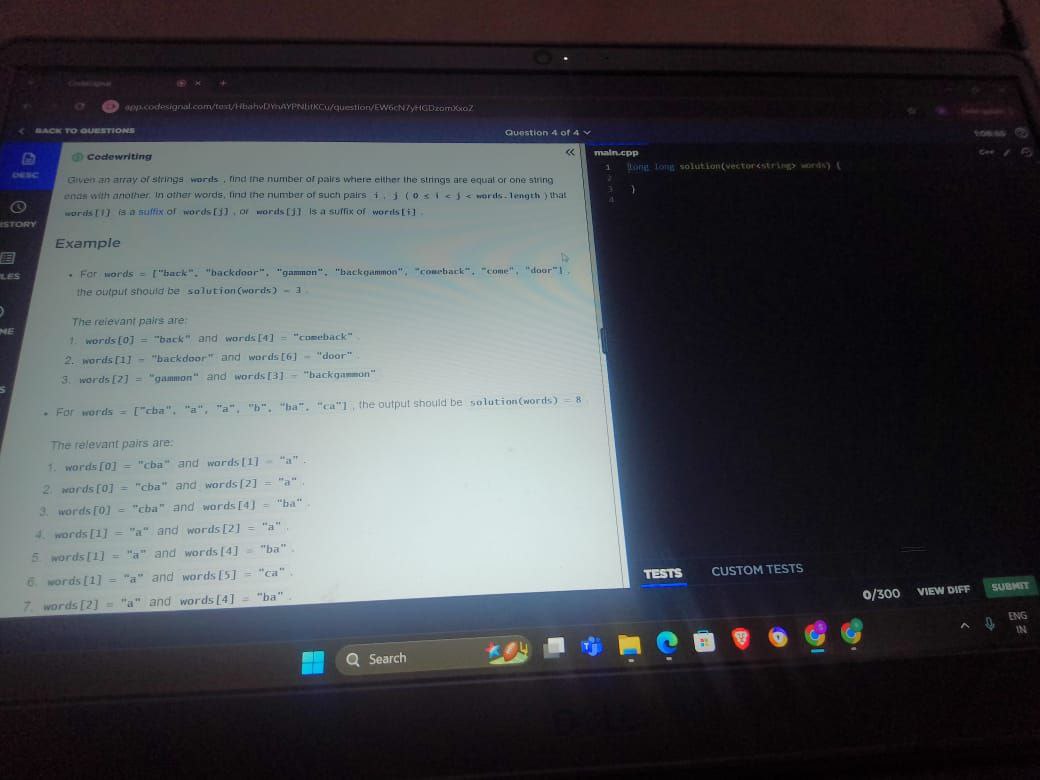 CodeSignal
app.codesignal.com/test/HbahvDYnAYPNbtKCu/question/EW6cN7yHGDzomXxoZ
BACK TO QUESTIONS
Question 4 of 4
DESC
Codewriting
main.cpp
C++
Given an array of strings words , find the number of pairs where either the strings are equal or one string
ends with another. In other words, find the number of such pairs i, j ( 0 ≤ i < j < words.length ) that
words[i] is a suffix of words[j] , or words[j] is a suffix of words[i] .
Example
• For words = ["back", "backdoor", "gammon", "backgammon", "comeback", "come", "door"] ,
the output should be solution(words) = 3 .
The relevant pairs are:
1. words[0] = "back" and words[4] = "comeback" .
2. words[1] = "backdoor" and words[6] = "door" .
3. words[2] = "gammon" and words[3] = "backgammon"
• For words = ["cba", "a", "a", "b", "ba", "ca"] , the output should be solution(words) = 8
The relevant pairs are:
1. words[0] = "cba" and words[1] = "a" .
2. words[0] = "cba" and words[2] = "a" .
3. words[0] = "cba" and words[4] = "ba" .
4. words[1] = "a" and words[2] = "a" .
5. words[1] = "a" and words[4] = "ba" .
6. words[1] = "a" and words[5] = "ca" .
7. words[2] = "a" and words[4] = "ba" .
ISTORY
LES
ME
S
1 long long solution(vector<string> words) {
2
3 }
4
TESTS
CUSTOM TESTS
0/300
VIEW DIFF
SUBMIT
Search
ENG
IN